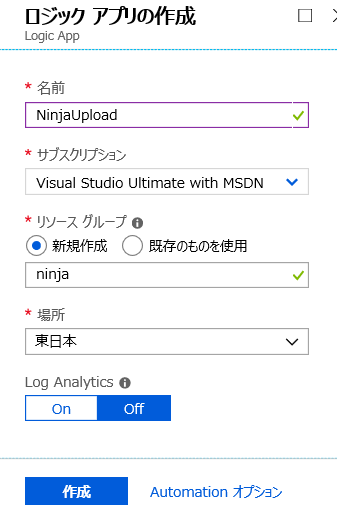 ロジック アプリの作成
Logic App
* 名前
NinjaUpload
* サブスクリプション
Visual Studio Ultimate with MSDN
* リソース グループ
新規作成 既存のものを使用
ninja
* 場所
東日本
Log Analytics
On Off
作成 Automation オプション